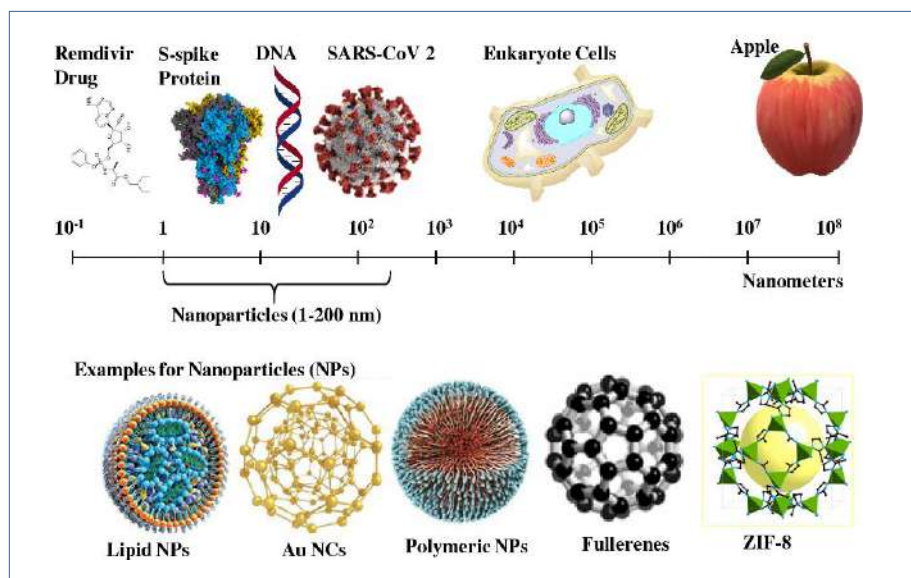 Remdivir Drug
S-spike Protein
DNA
SARS-CoV 2
Eukaryote Cells
Apple
10⁻¹ 1 10 10² 10³ 10⁴ 10⁵ 10⁶ 10⁷ 10⁸
Nanometers
Nanoparticles (1-200 nm)
Examples for Nanoparticles (NPs)
Lipid NPs
Au NCs
Polymeric NPs
Fullerenes
ZIF-8